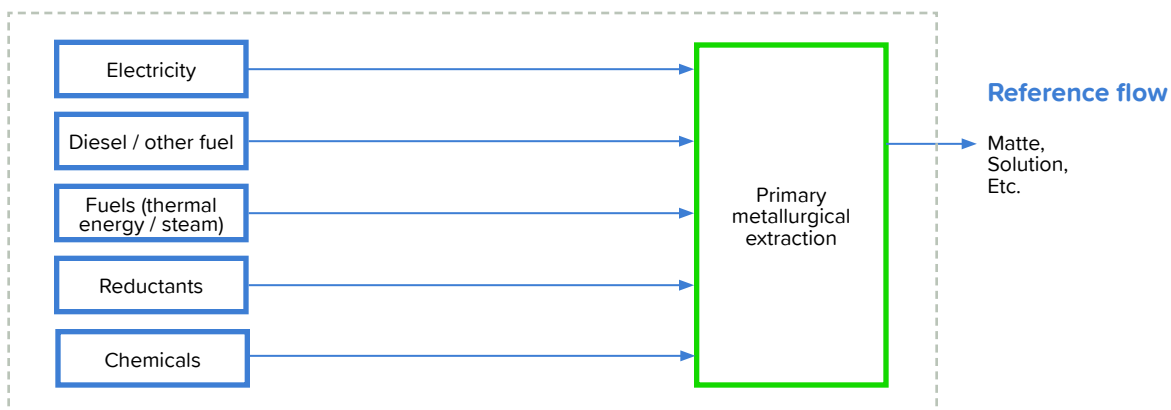 Electricity
Diesel / other fuel
Fuels (thermal
energy / steam)
Reductants
Chemicals
Primary
metallurgical
extraction
Reference flow
Matte,
Solution,
Etc.